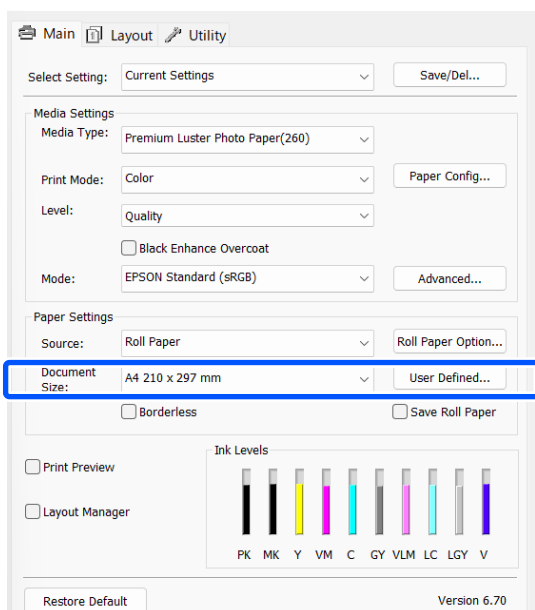 Main Layout Utility
Select Setting: Current Settings Save/Del...
Media Settings
Media Type: Premium Luster Photo Paper(260)
Print Mode: Color Paper Config...
Level: Quality
Black Enhance Overcoat
Mode: EPSON Standard (sRGB) Advanced...
Paper Settings
Source: Roll Paper Roll Paper Option...
Document
Size: A4 210 x 297 mm User Defined...
Borderless Save Roll Paper
Ink Levels
Print Preview
Layout Manager
PK MK Y VM C GY VLM LC LGY V
Restore Default Version 6.70